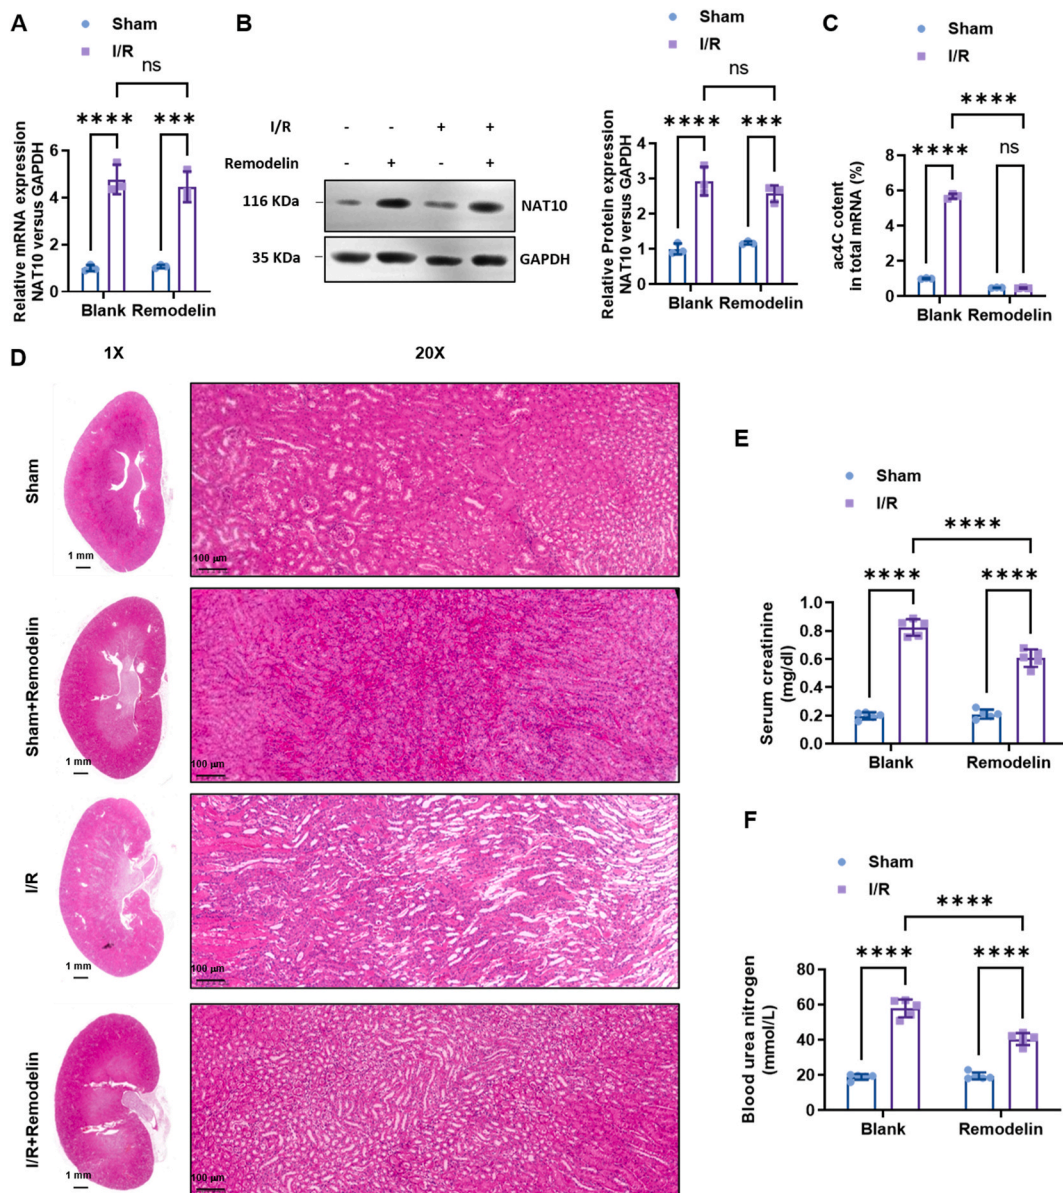 A
Sham
I/R
ns
**** ***
Relative mRNA expression
NAT10 versus GAPDH
6
4
2
0
Blank Remodelin
B
I/R - - + +
Remodelin - + - +
116 KDa
NAT10
35 KDa
GAPDH
Sham
I/R
ns
**** ***
Relative Protein expression
NAT10 versus GAPDH
4
3
2
1
0
Blank Remodelin
C
Sham
I/R
****
**** ns
ac4C cotent
in total mRNA (%)
8
6
4
2
0
Blank Remodelin
D
1X 20X
Sham
1 mm
100 μm
Sham+Remodelin
1 mm
100 μm
I/R
1 mm
100 μm
I/R+Remodelin
1 mm
100 μm
E
Sham
I/R
****
**** ****
Serum creatinine
(mg/dl)
1.0
0.8
0.6
0.4
0.2
0.0
Blank Remodelin
F
Sham
I/R
****
**** ****
Blood urea nitrogen
(mmol/L)
80
60
40
20
0
Blank Remodelin